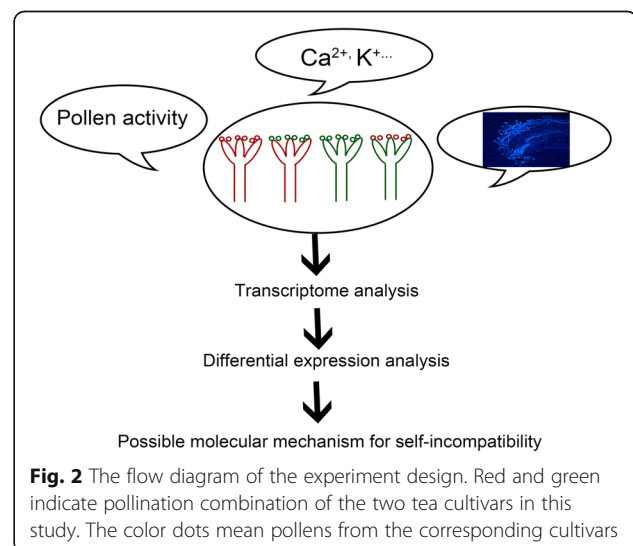 Ca2+, K+...
Pollen activity
Transcriptome analysis
Differential expression analysis
Possible molecular mechanism for self-incompatibility
Fig. 2 The flow diagram of the experiment design. Red and green
indicate pollination combination of the two tea cultivars in this
study. The color dots mean pollens from the corresponding cultivars